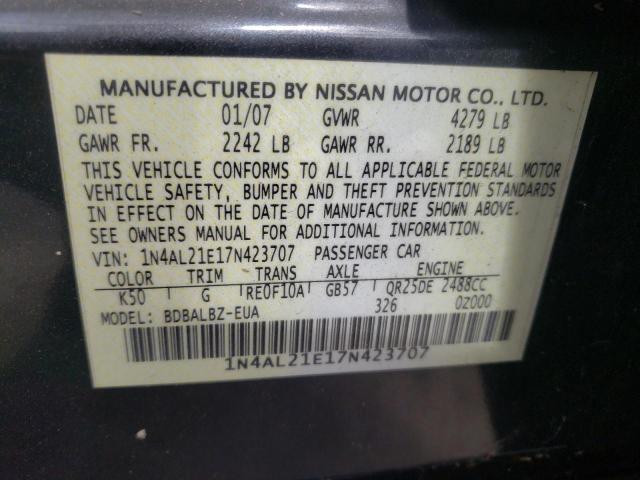 MANUFACTURED BY NISSAN MOTOR CO., LTD.
DATE 01/07 GVWR 4279 LB
GAWR FR. 2242 LB GAWR RR. 2189 LB
THIS VEHICLE CONFORMS TO ALL APPLICABLE FEDERAL MOTOR
VEHICLE SAFETY, BUMPER AND THEFT PREVENTION STANDARDS
IN EFFECT ON THE DATE OF MANUFACTURE SHOWN ABOVE.
SEE OWNERS MANUAL FOR ADDITIONAL INFORMATION.
VIN: 1N4AL21E17N423707 PASSENGER CAR
COLOR TRIM TRANS AXLE ENGINE
K50 G RE0F10A GB57 QR25DE 2488CC
MODEL: BDBALBZ-EUA 326 0Z000
1N4AL21E17N423707